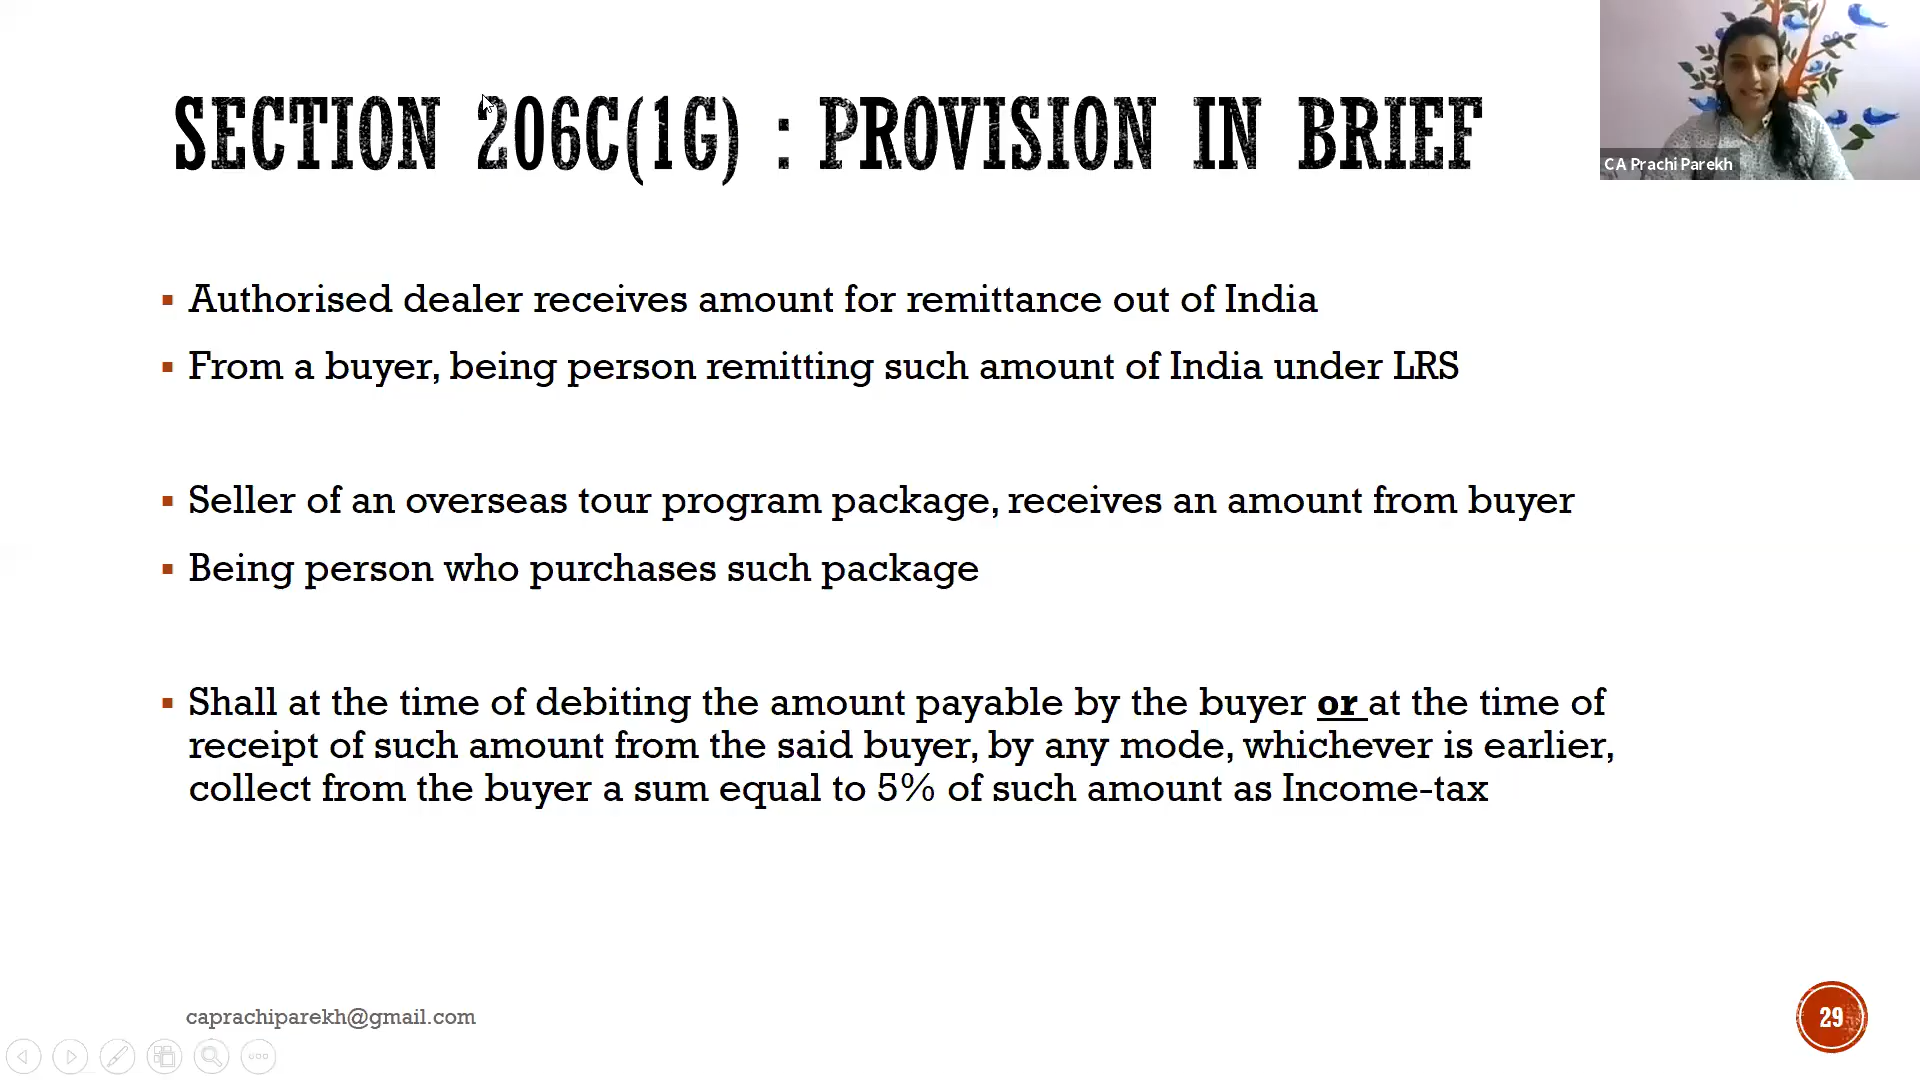 SECTION 206C(1G) : PROVISION IN BRIEF
CA Prachi Parekh
Authorised dealer receives amount for remittance out of India
From a buyer, being person remitting such amount of India under LRS
Seller of an overseas tour program package, receives an amount from buyer
Being person who purchases such package
Shall at the time of debiting the amount payable by the buyer or at the time of
receipt of such amount from the said buyer, by any mode, whichever is earlier,
collect from the buyer a sum equal to 5% of such amount as Income-tax
caprachiparekh@gmail.com
29